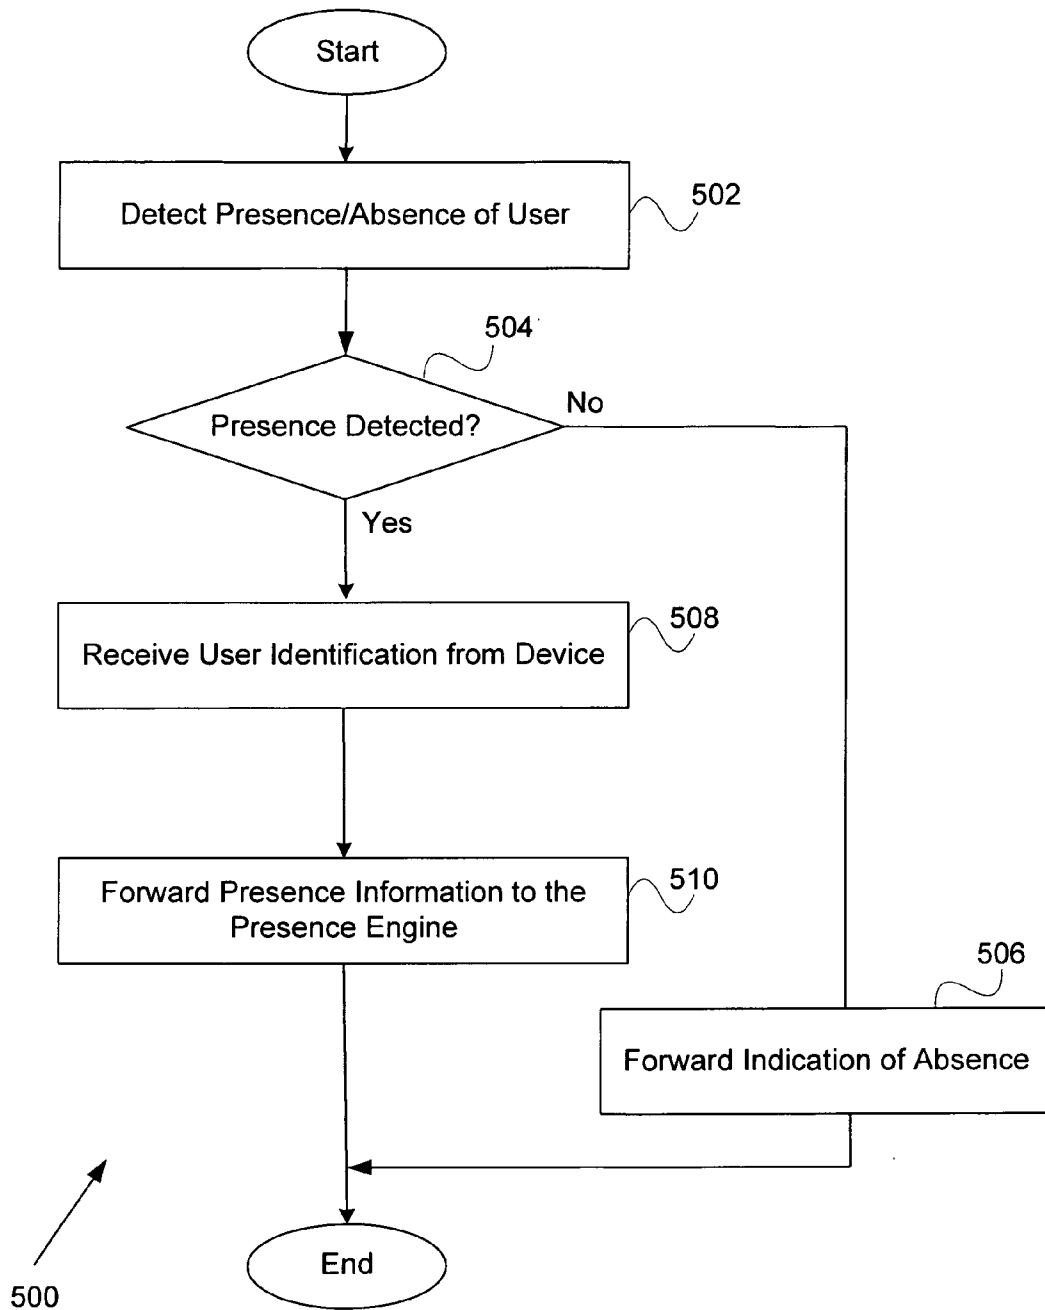 Start
Detect Presence/Absence of User
502
504
Presence Detected?
No
Yes
Receive User Identification from Device
508
Forward Presence Information to the
Presence Engine
510
506
Forward Indication of Absence
End
500